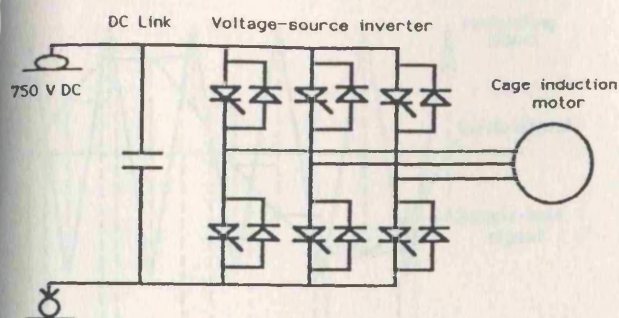 DC Link
Voltage-source inverter
750 V DC
Cage induction
motor